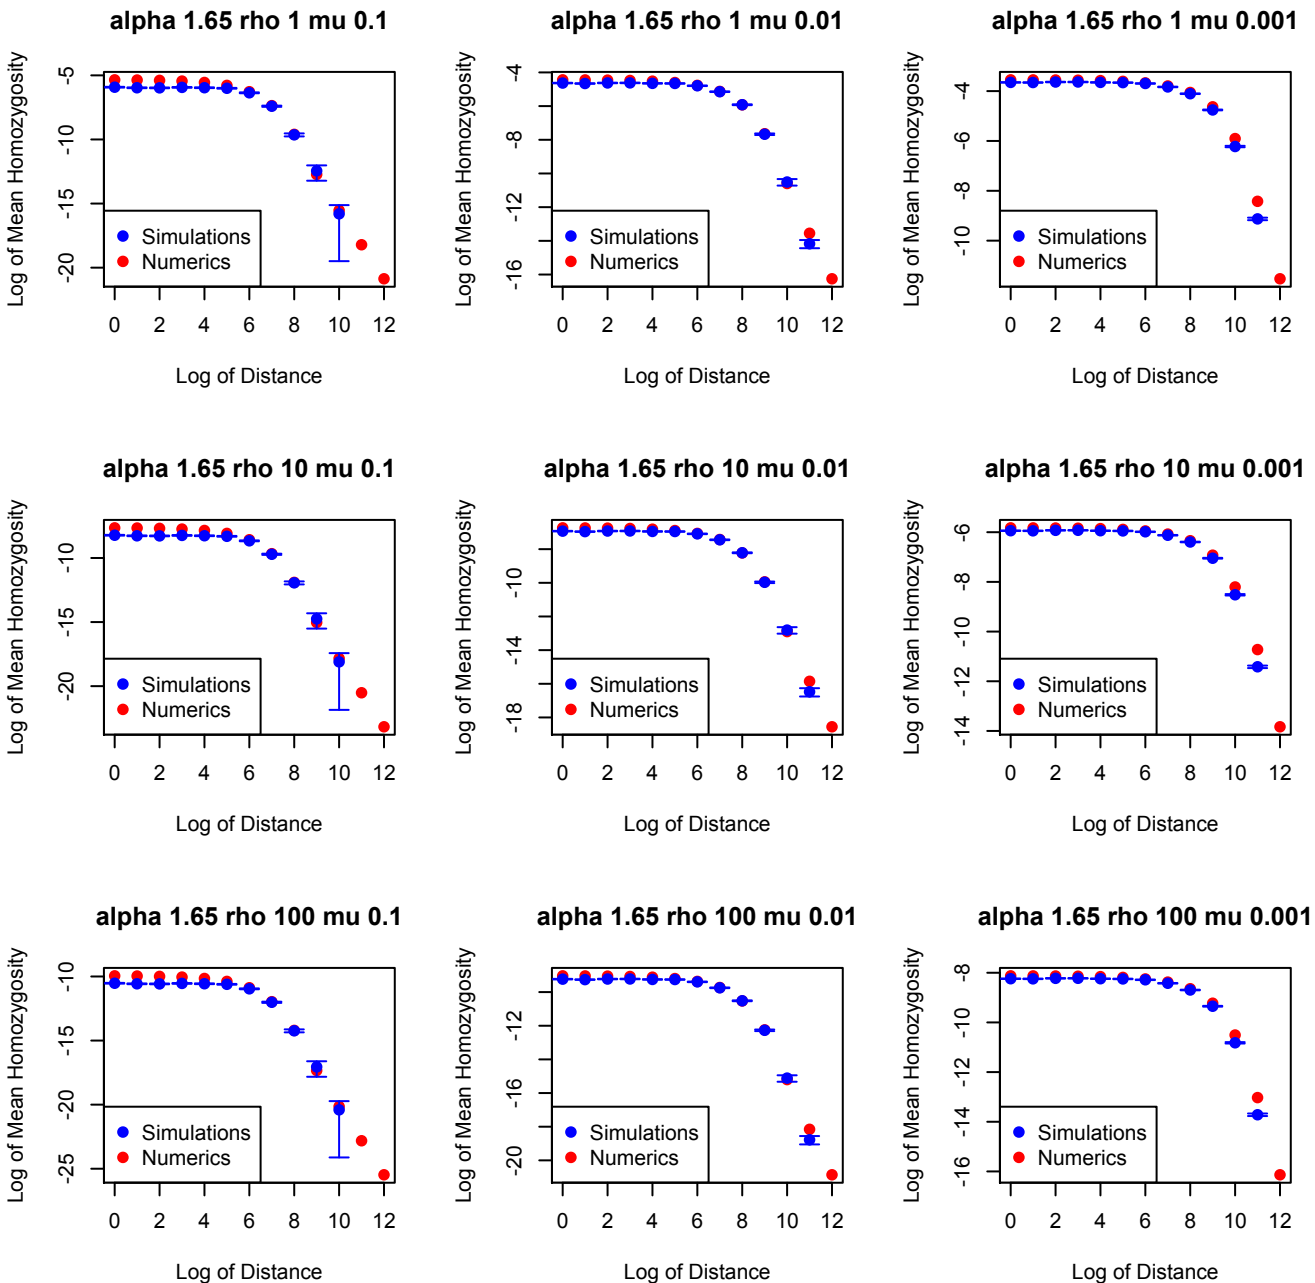 alpha 1.65 rho 1 mu 0.1
Log of Mean Homozygosity
-5
-10
-15
-20
Simulations
Numerics
0 2 4 6 8 10 12
Log of Distance
alpha 1.65 rho 1 mu 0.01
Log of Mean Homozygosity
-4
-8
-12
-16
Simulations
Numerics
0 2 4 6 8 10 12
Log of Distance
alpha 1.65 rho 1 mu 0.001
Log of Mean Homozygosity
-4
-6
-8
-10
Simulations
Numerics
0 2 4 6 8 10 12
Log of Distance
alpha 1.65 rho 10 mu 0.1
Log of Mean Homozygosity
-10
-15
-20
Simulations
Numerics
0 2 4 6 8 10 12
Log of Distance
alpha 1.65 rho 10 mu 0.01
Log of Mean Homozygosity
-10
-14
-18
Simulations
Numerics
0 2 4 6 8 10 12
Log of Distance
alpha 1.65 rho 10 mu 0.001
Log of Mean Homozygosity
-6
-8
-10
-12
-14
Simulations
Numerics
0 2 4 6 8 10 12
Log of Distance
alpha 1.65 rho 100 mu 0.1
Log of Mean Homozygosity
-10
-15
-20
-25
Simulations
Numerics
0 2 4 6 8 10 12
Log of Distance
alpha 1.65 rho 100 mu 0.01
Log of Mean Homozygosity
-12
-16
-20
Simulations
Numerics
0 2 4 6 8 10 12
Log of Distance
alpha 1.65 rho 100 mu 0.001
Log of Mean Homozygosity
-8
-10
-12
-14
-16
Simulations
Numerics
0 2 4 6 8 10 12
Log of Distance